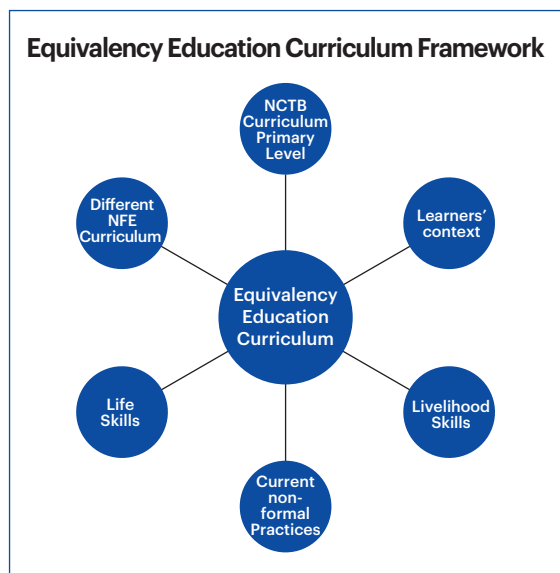 Equivalency Education Curriculum Framework
NCTB
Curriculum
Primary
Level
Different
NFE
Curriculum
Learners’
context
Equivalency
Education
Curriculum
Life
Skills
Livelihood
Skills
Current
non-
formal
Practices